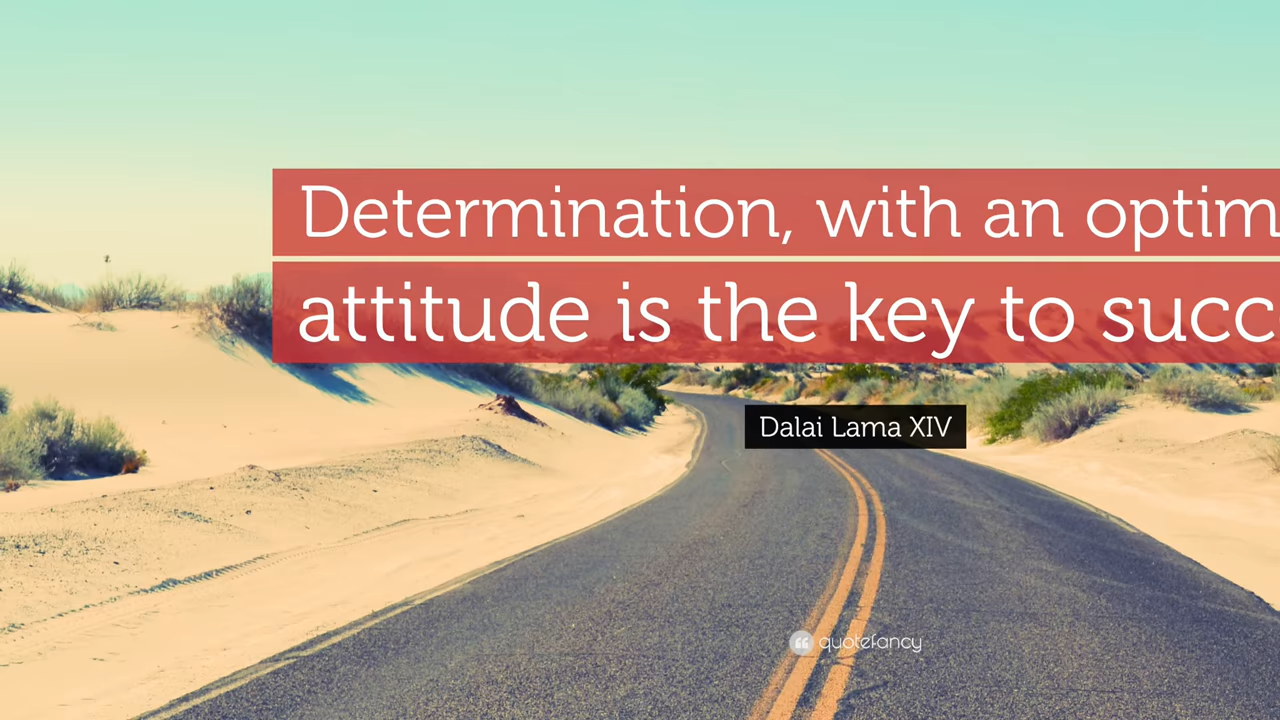 Determination, with an optim
attitude is the key to succ
Dalai Lama XIV
quotefancy